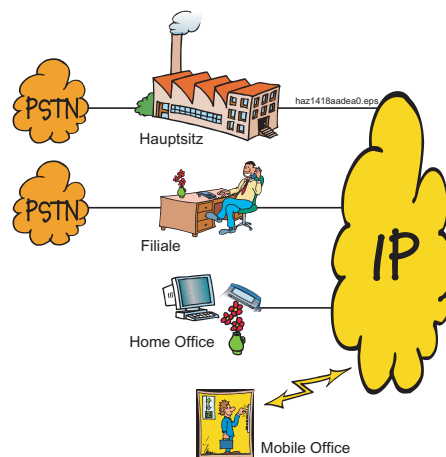 PSTN
haz1418aadea0.eps
Hauptsitz
PSTN
Filiale
IP
Home Office
Mobile Office